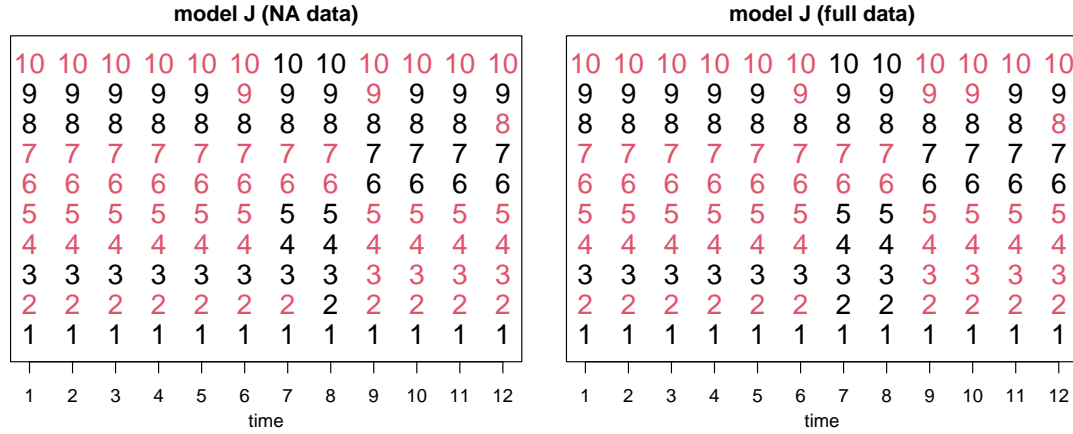 model J (NA data)
10 10 10 10 10 10 10 10 10 10 10 10
9 9 9 9 9 9 9 9 9 9 9 9
8 8 8 8 8 8 8 8 8 8 8 8
7 7 7 7 7 7 7 7 7 7 7 7
6 6 6 6 6 6 6 6 6 6 6 6
5 5 5 5 5 5 5 5 5 5 5 5
4 4 4 4 4 4 4 4 4 4 4 4
3 3 3 3 3 3 3 3 3 3 3 3
2 2 2 2 2 2 2 2 2 2 2 2
1 1 1 1 1 1 1 1 1 1 1 1
1 2 3 4 5 6 7 8 9 10 11 12
time
model J (full data)
10 10 10 10 10 10 10 10 10 10 10 10
9 9 9 9 9 9 9 9 9 9 9 9
8 8 8 8 8 8 8 8 8 8 8 8
7 7 7 7 7 7 7 7 7 7 7 7
6 6 6 6 6 6 6 6 6 6 6 6
5 5 5 5 5 5 5 5 5 5 5 5
4 4 4 4 4 4 4 4 4 4 4 4
3 3 3 3 3 3 3 3 3 3 3 3
2 2 2 2 2 2 2 2 2 2 2 2
1 1 1 1 1 1 1 1 1 1 1 1
1 2 3 4 5 6 7 8 9 10 11 12
time